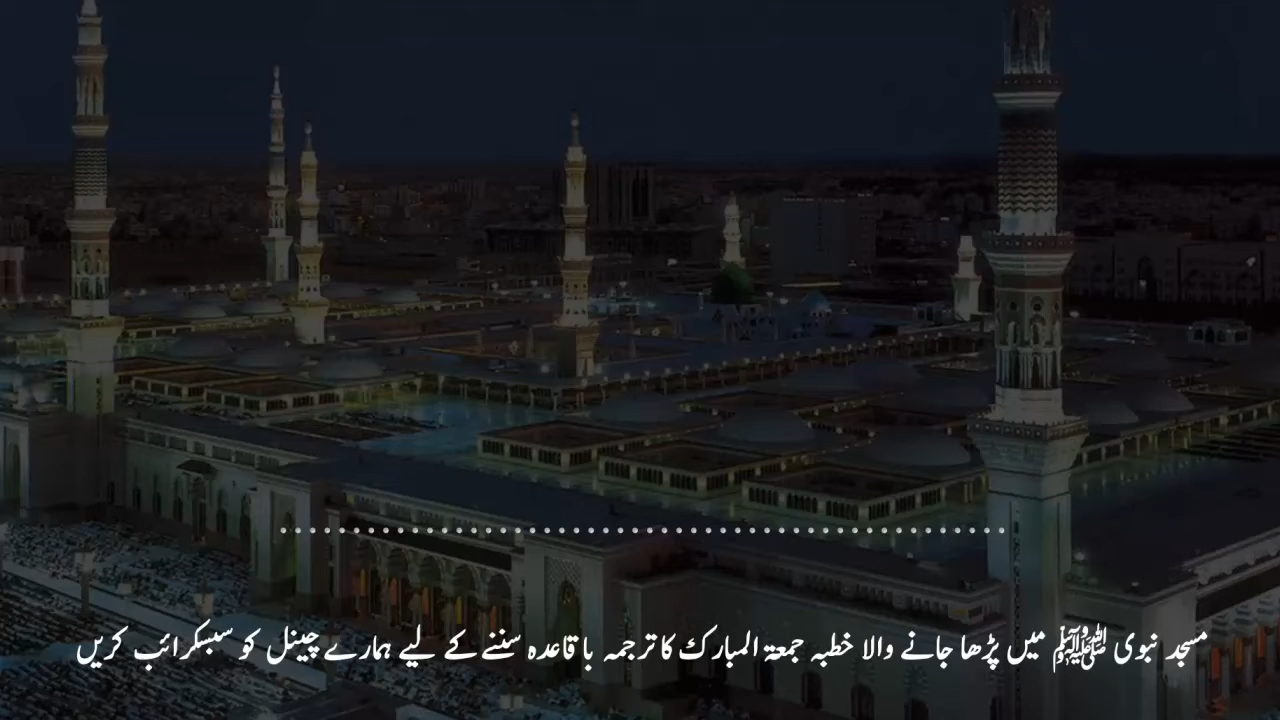 مسجد نبوی ﷺ میں پڑھا جانے والا خطبہ جمعۃ المبارک کا ترجمہ باقاعدہ سننے کے لیے ہمارے چینل کو سبسکرائب کریں